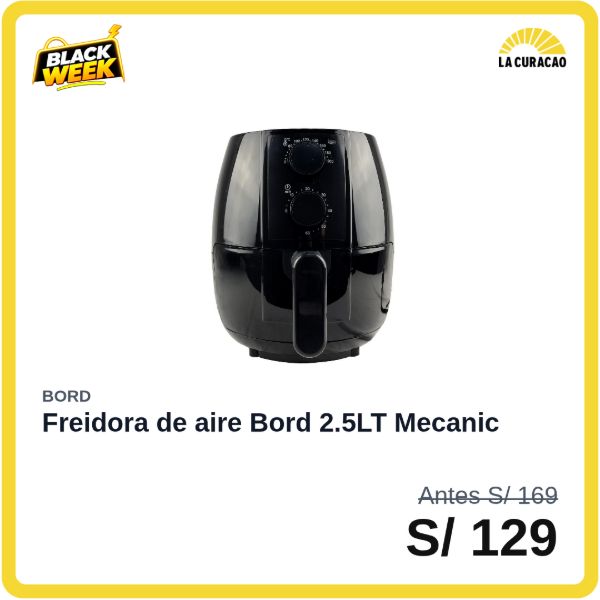 BLACK
WEEK
LA CURACAO
BORD
Freidora de aire Bord 2.5LT Mecanic
Antes S/ 169
S/ 129